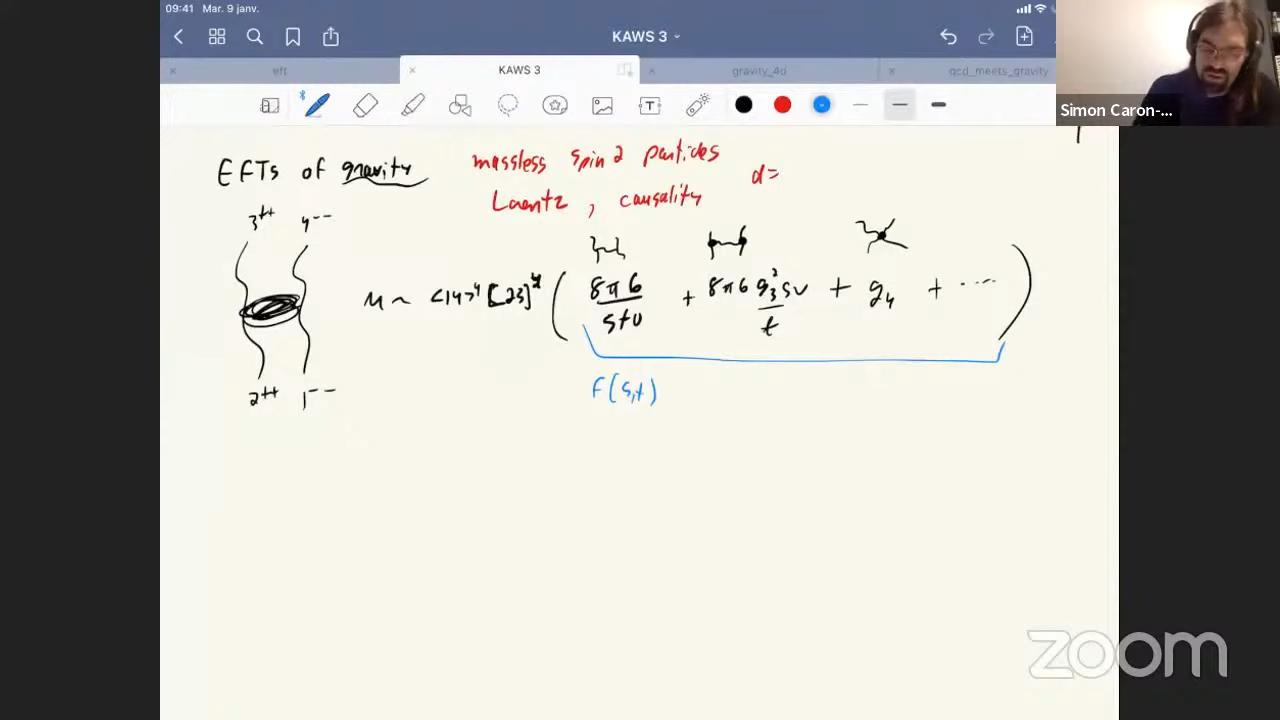 09:41 Mar. 9 janv.
KAWS 3
eft
KAWS 3
gravity_4d
qcd_meets_gravity
Simon Caron-...
EFTs of gravity
massless spin 2 particles
Lorentz, causality
d=
3++ 4--
M ~ <14>⁴ [23]⁴ ( 8πG/stu + 8πG g₃² su/t + g₄ + ···· )
F(s,t)
2++ 1--
zoom